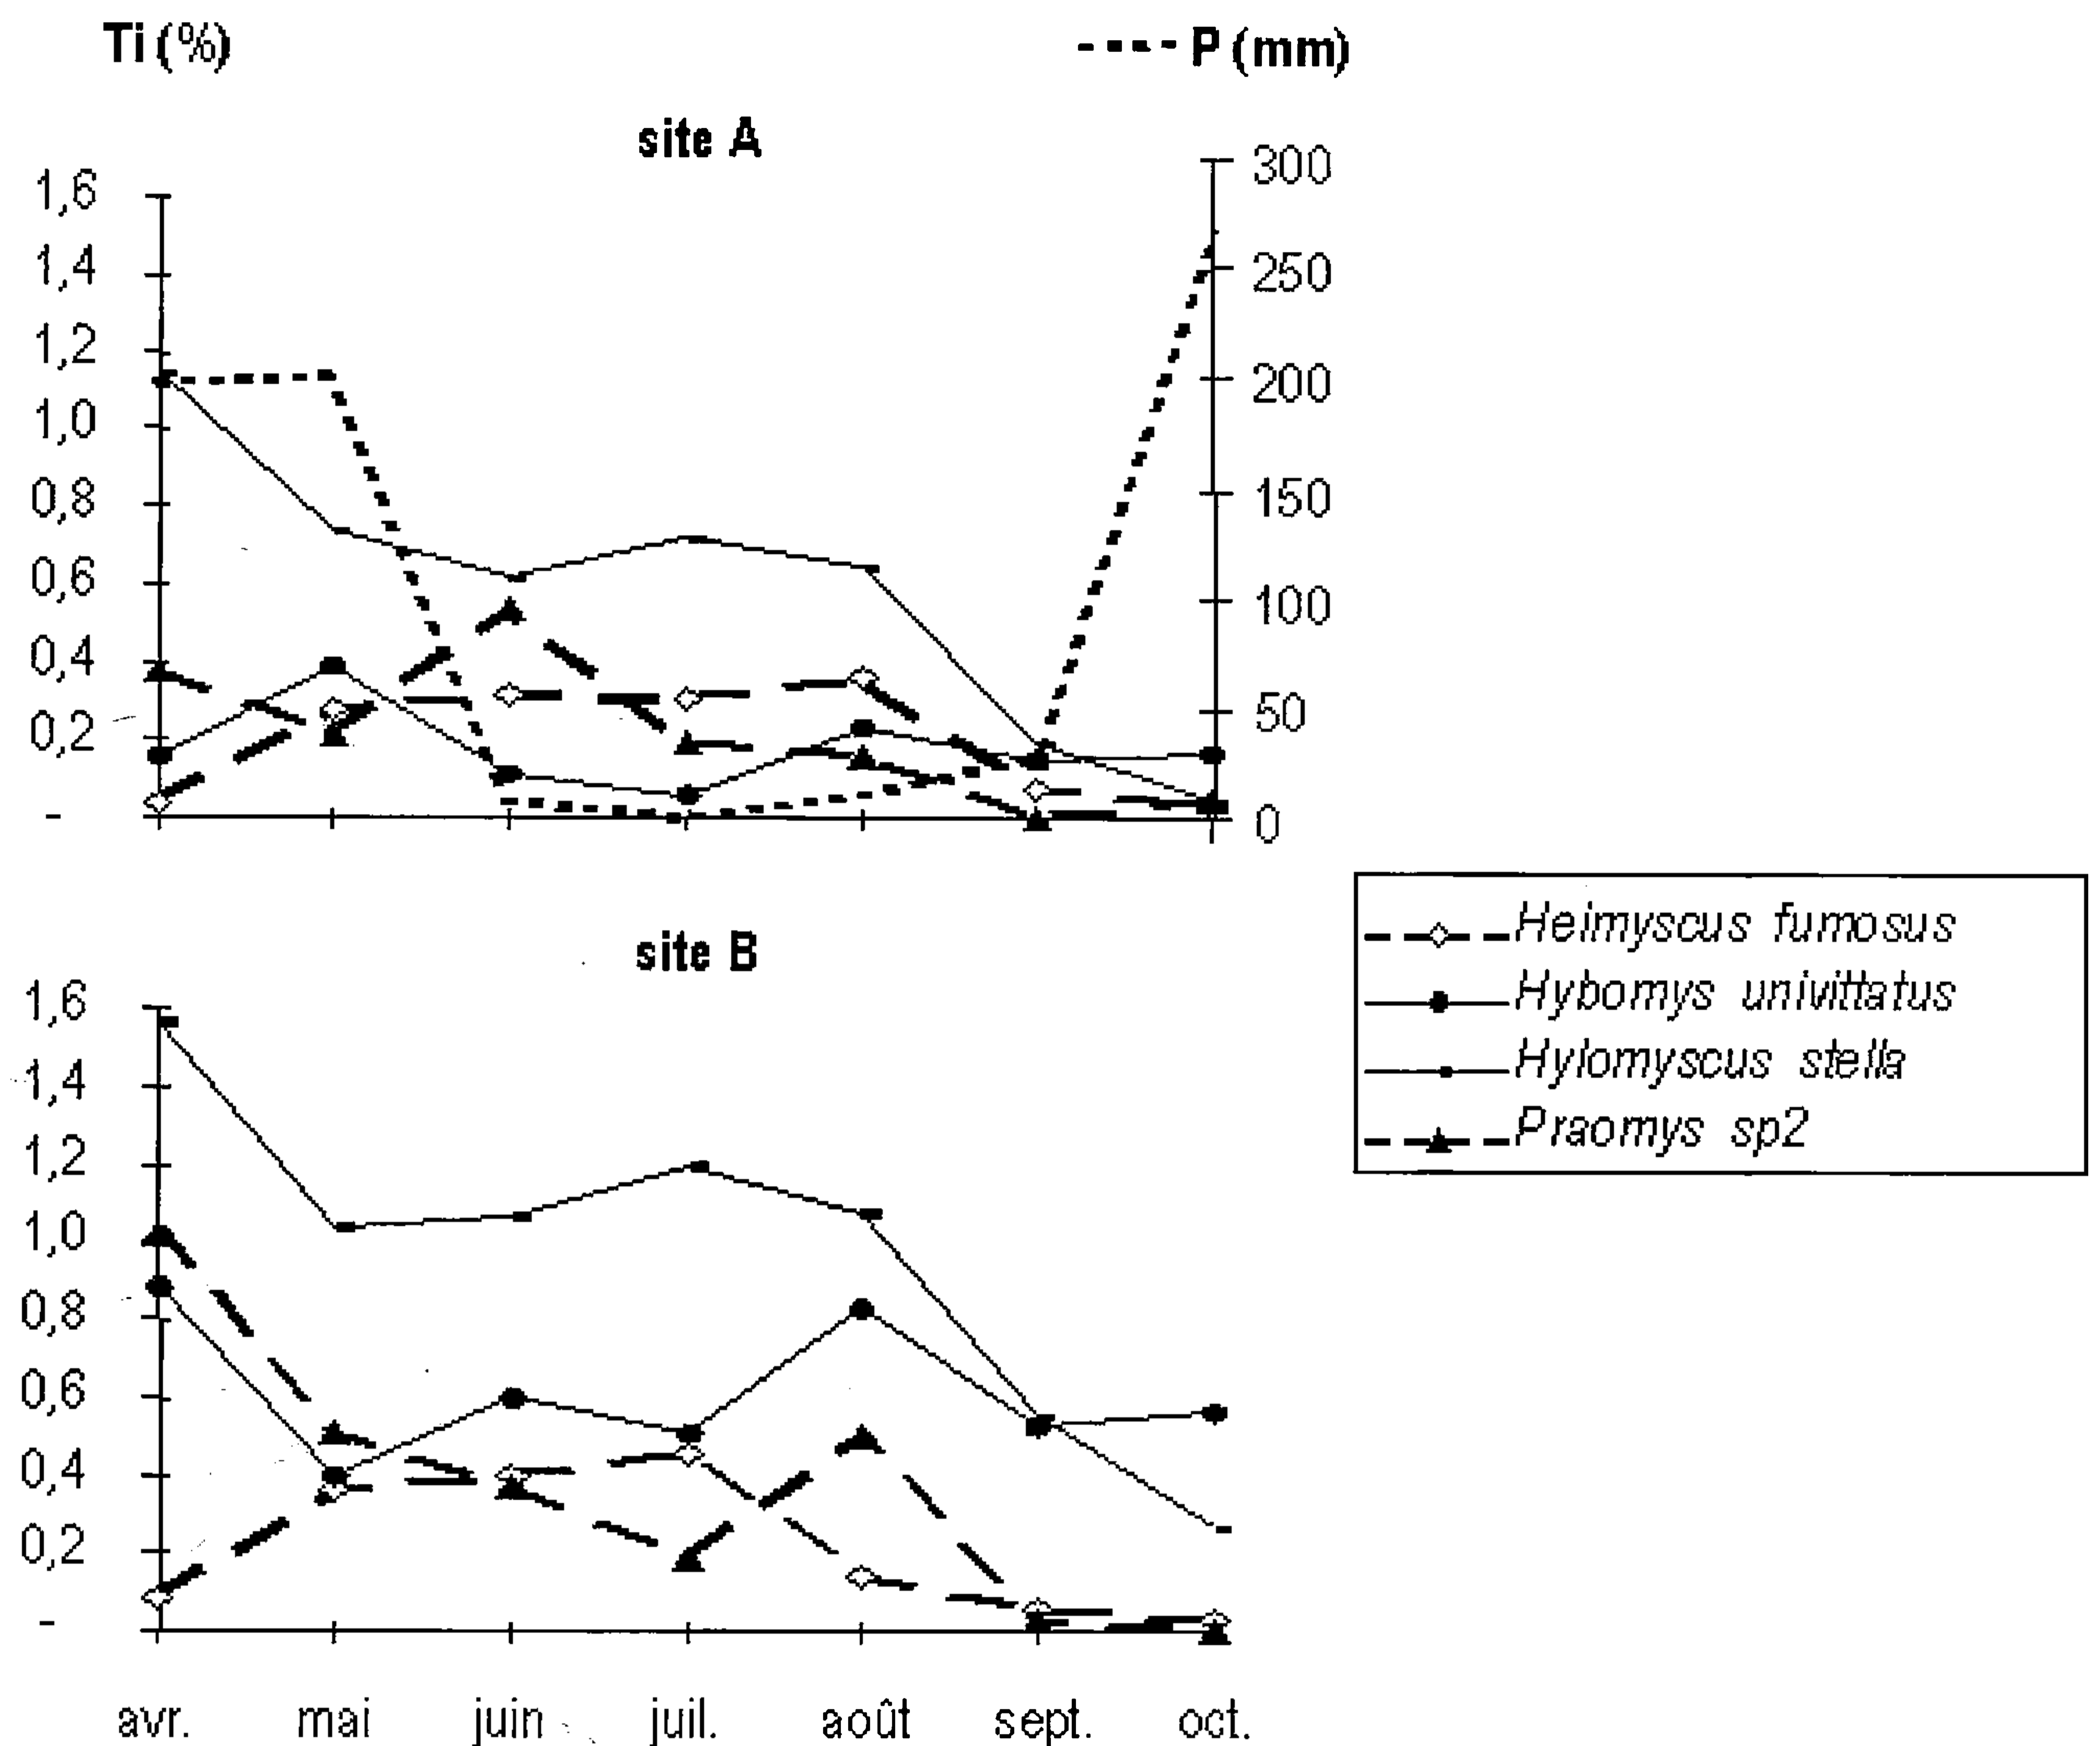 Ti (%)
P (mm)
site A
1,6
1,4
1,2
1,0
0,8
0,6
0,4
0,2
-
300
250
200
150
100
50
0
Heimyscus fumosus
Hybomys univittatus
Hylomyscus stella
Praomys sp2
site B
1,6
1,4
1,2
1,0
0,8
0,6
0,4
0,2
-
avr. mai juin juil. août sept. oct.